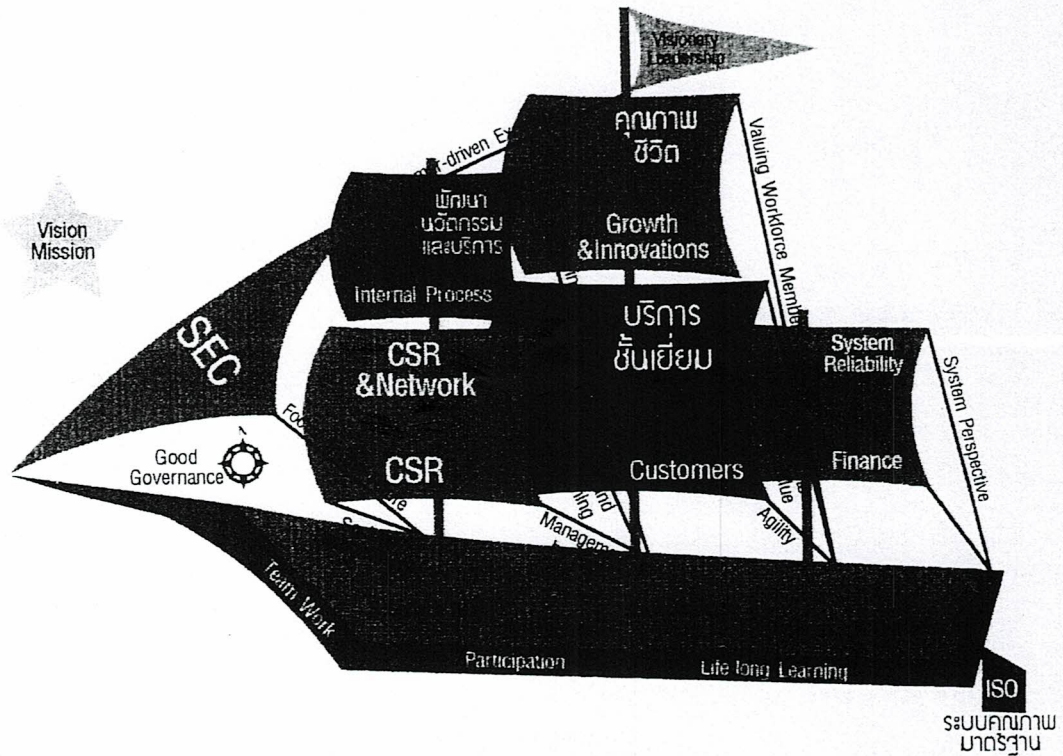 Visionary
Leadership
คุณภาพ
ชีวิต
Growth
&Innovations
Valuing Workforce
พัฒนา
นวัตกรรม
และบริการ
Internal Process
Vision
Mission
SEC
CSR
&Network
CSR
บริการ
ชั้นเยี่ยม
Customers
System
Reliability
Finance
System Perspective
Good
Governance
N
Agility
Team Work
Participation
Life long Learning
ISO
ระบบคุณภาพ
มาตรฐาน